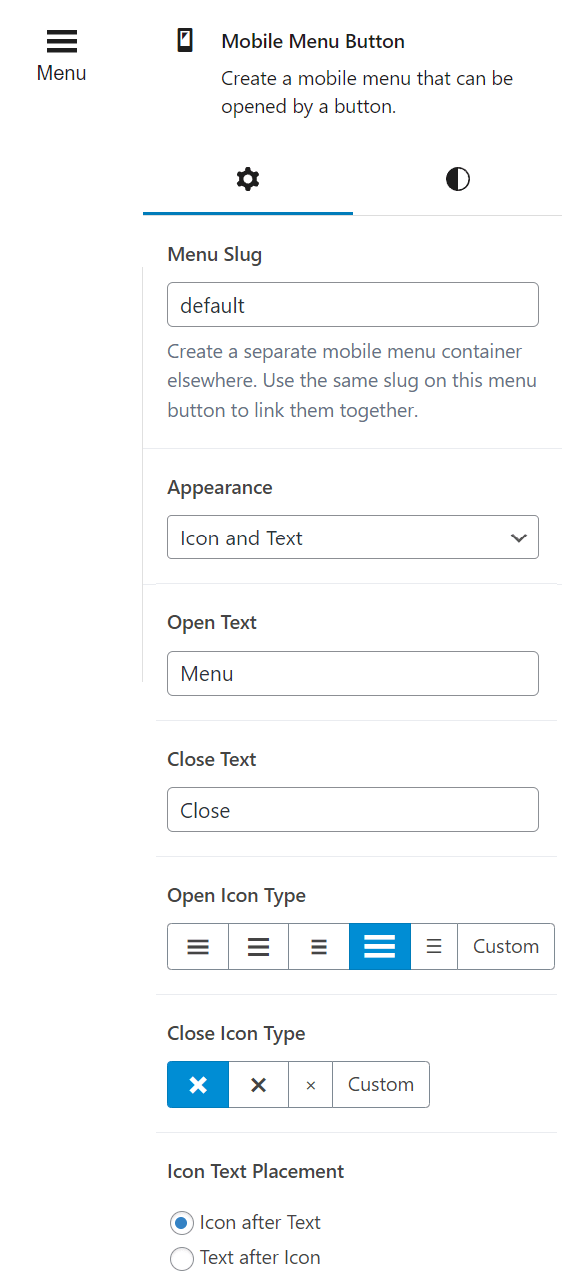 Menu
Mobile Menu Button
Create a mobile menu that can be
opened by a button.
Menu Slug
default
Create a separate mobile menu container
elsewhere. Use the same slug on this menu
button to link them together.
Appearance
Icon and Text
Open Text
Menu
Close Text
Close
Open Icon Type
Custom
Close Icon Type
Custom
Icon Text Placement
Icon after Text
Text after Icon